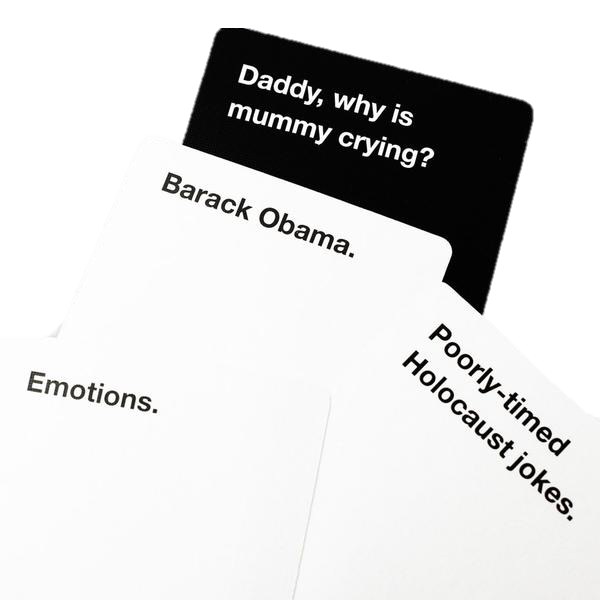 Daddy, why is
mummy crying?
Barack Obama.
Poorly-timed
Holocaust jokes.
Emotions.